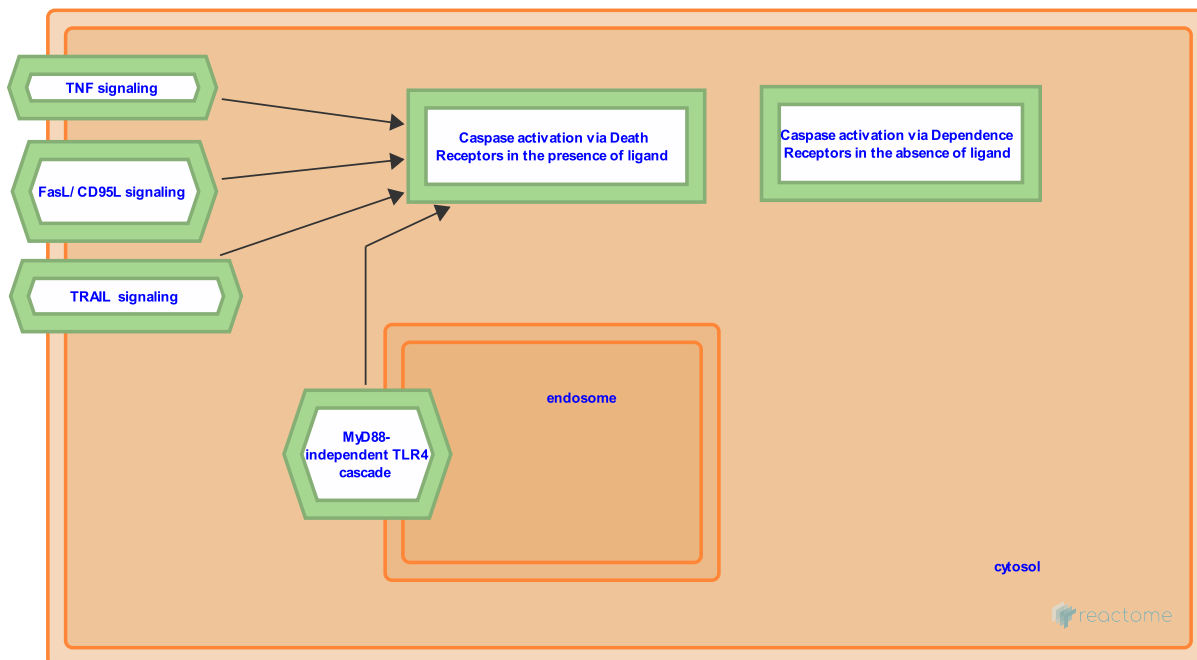 TNF signaling
FasL/ CD95L signaling
TRAIL  signaling
Caspase activation via Death
Receptors in the presence of ligand
Caspase activation via Dependence
Receptors in the absence of ligand
MyD88-
independent TLR4
cascade
endosome
cytosol
reactome